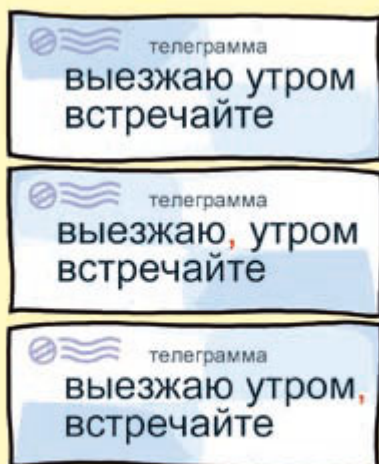 телеграмма
выезжаю утром
встречайте
телеграмма
выезжаю, утром
встречайте
телеграмма
выезжаю утром,
встречайте